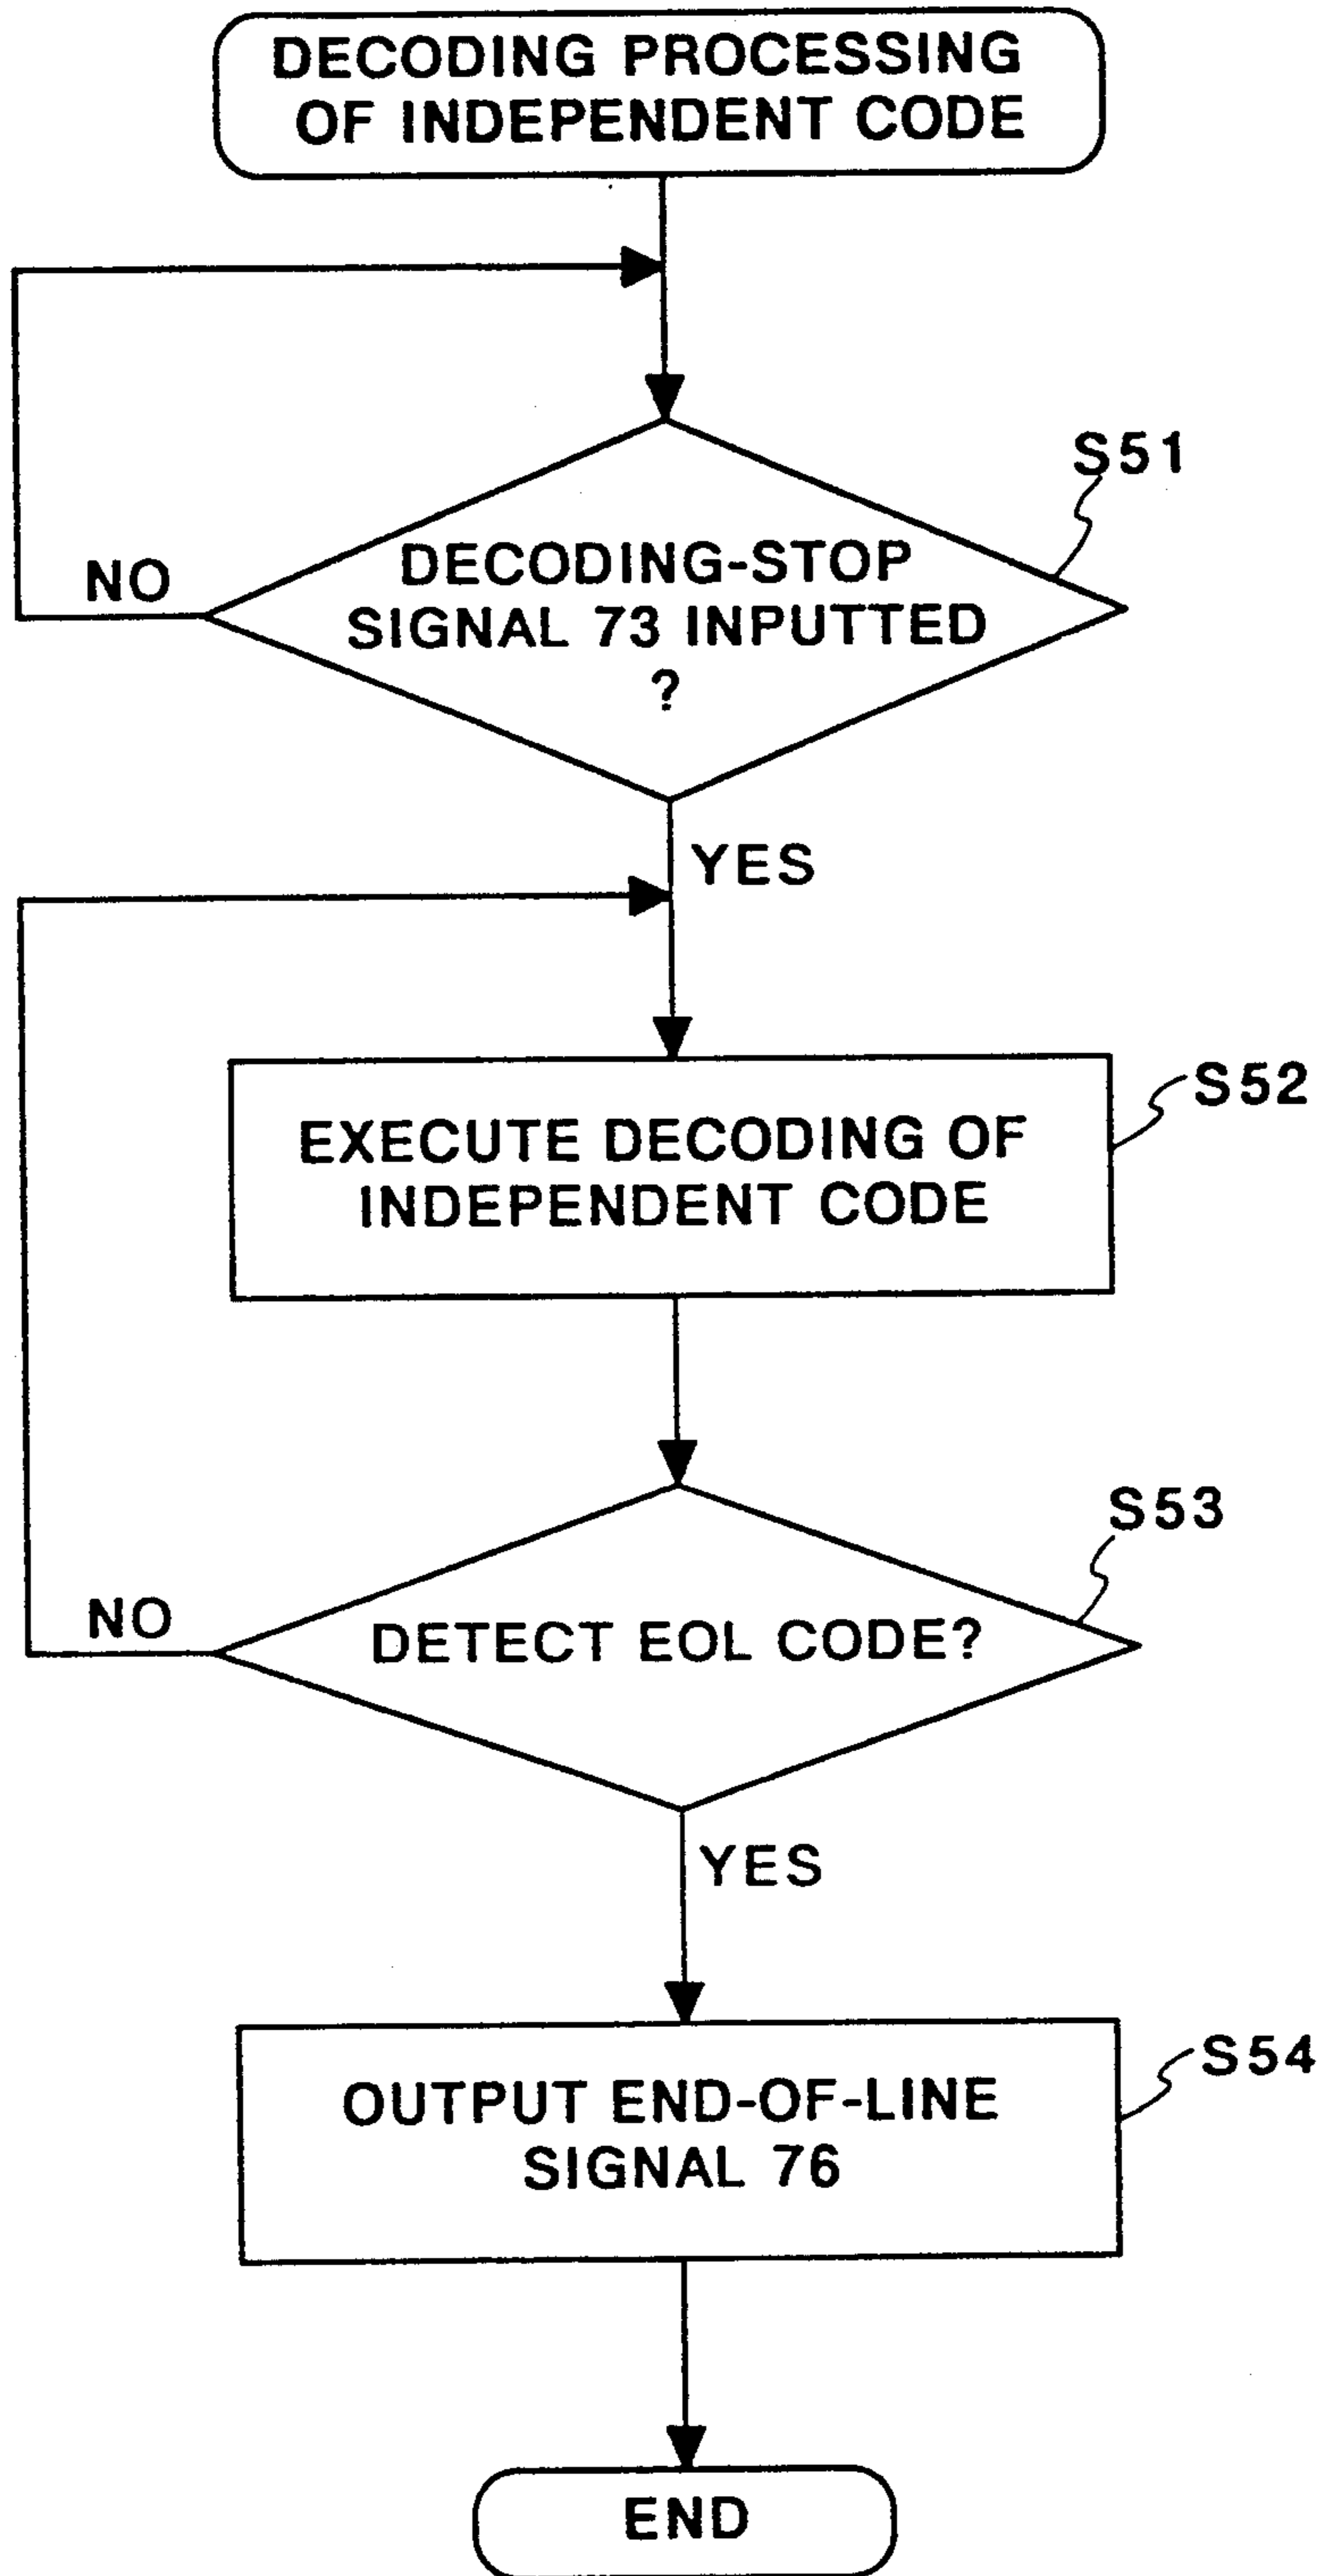 DECODING PROCESSING
OF INDEPENDENT CODE
S51
DECODING-STOP
SIGNAL 73 INPUTTED
?
NO
YES
S52
EXECUTE DECODING OF
INDEPENDENT CODE
S53
DETECT EOL CODE?
NO
YES
S54
OUTPUT END-OF-LINE
SIGNAL 76
END